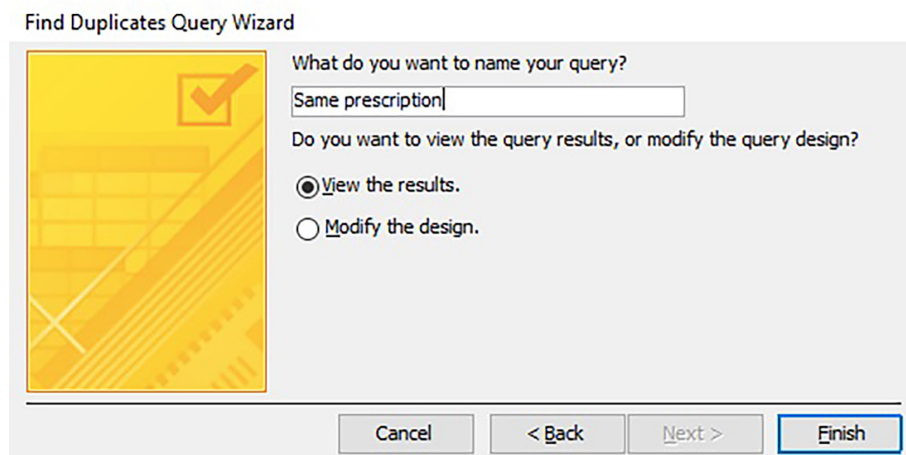 Find Duplicates Query Wizard
What do you want to name your query?
Same prescription
Do you want to view the query results, or modify the query design?
View the results.
Modify the design.
Cancel
< Back
Next >
Finish